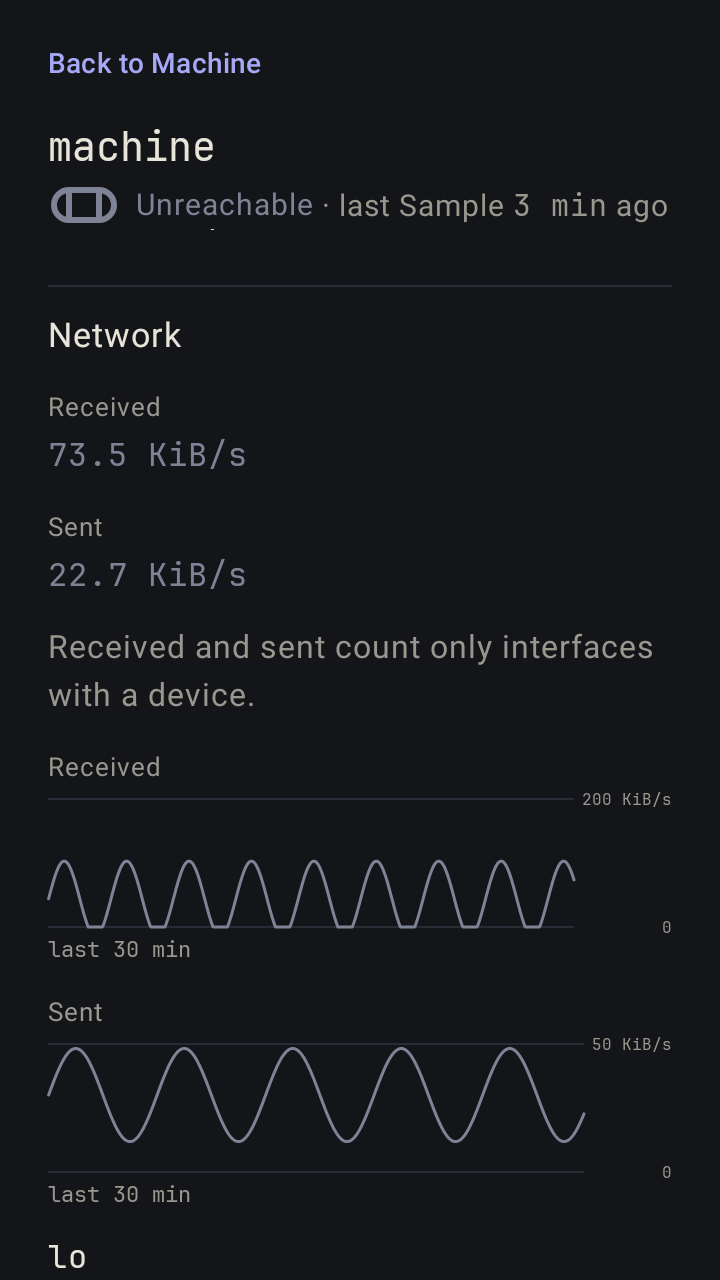 Back to Machine
machine
Unreachable · last Sample 3 min ago
Network
Received
73.5 KiB/s
Sent
22.7 KiB/s
Received and sent count only interfaces
with a device.
Received
200 KiB/s
0
last 30 min
Sent
50 KiB/s
0
last 30 min
lo